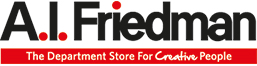 A.I. Friedman
The Department Store For Creative People